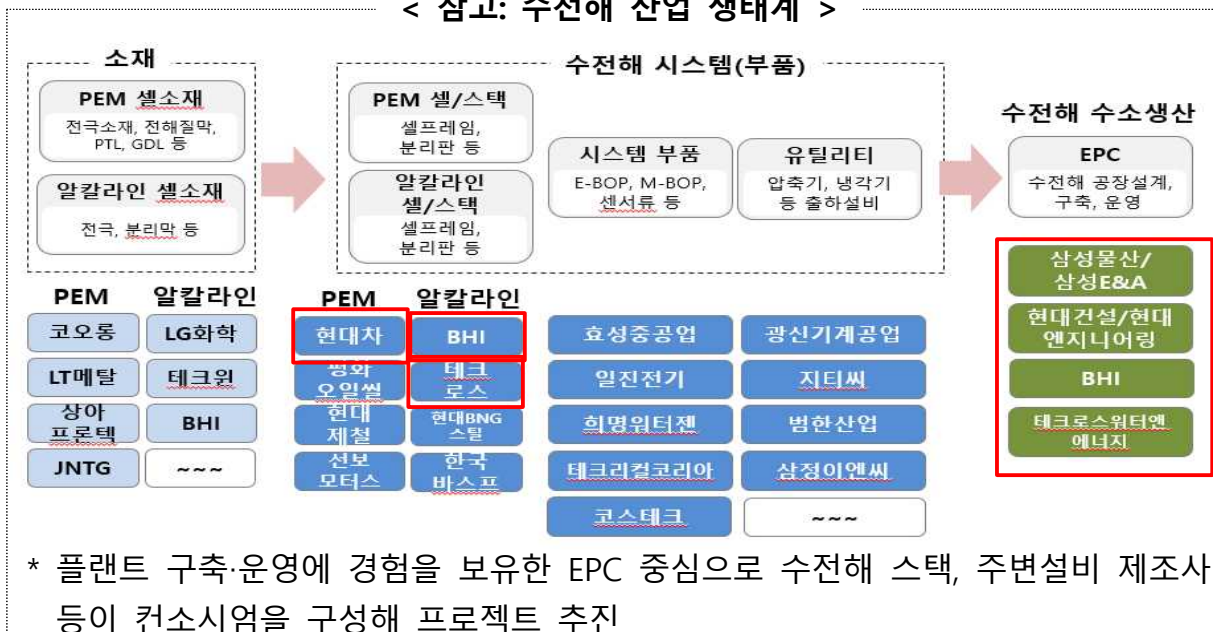 < 참고: 수전해 산업 생태계 >
소재
PEM 셀소재
전극소재, 전해질막,
PTL, GDL 등
알칼라인 셀소재
전극, 분리막 등
수전해 시스템(부품)
PEM 셀/스택
셀프레임,
분리판 등
알칼라인
셀/스택
셀프레임,
분리판 등
시스템 부품
E-BOP, M-BOP,
센서류 등
유틸리티
압축기, 냉각기
등 출하설비
수전해 수소생산
EPC
수전해 공장설계,
구축, 운영
PEM 알칼라인
코오롱 LG화학
LT메탈 테크윈
상아
프론텍
BHI
JNTG ~~~
PEM 알칼라인
현대차 BHI
평화
오일씰
테크
로스
현대
제철
현대BNG
스틸
선보
모터스
한국
바스프
효성중공업 광신기계공업
일진전기 지티씨
희명워터젠 범한산업
테크리컬코리아 삼정이엔씨
코스테크 ~~~
삼성물산/
삼성E&A
현대건설/현대
엔지니어링
BHI
테크로스워터앤
에너지
* 플랜트 구축·운영에 경험을 보유한 EPC 중심으로 수전해 스택, 주변설비 제조사
등이 컨소시엄을 구성해 프로젝트 추진